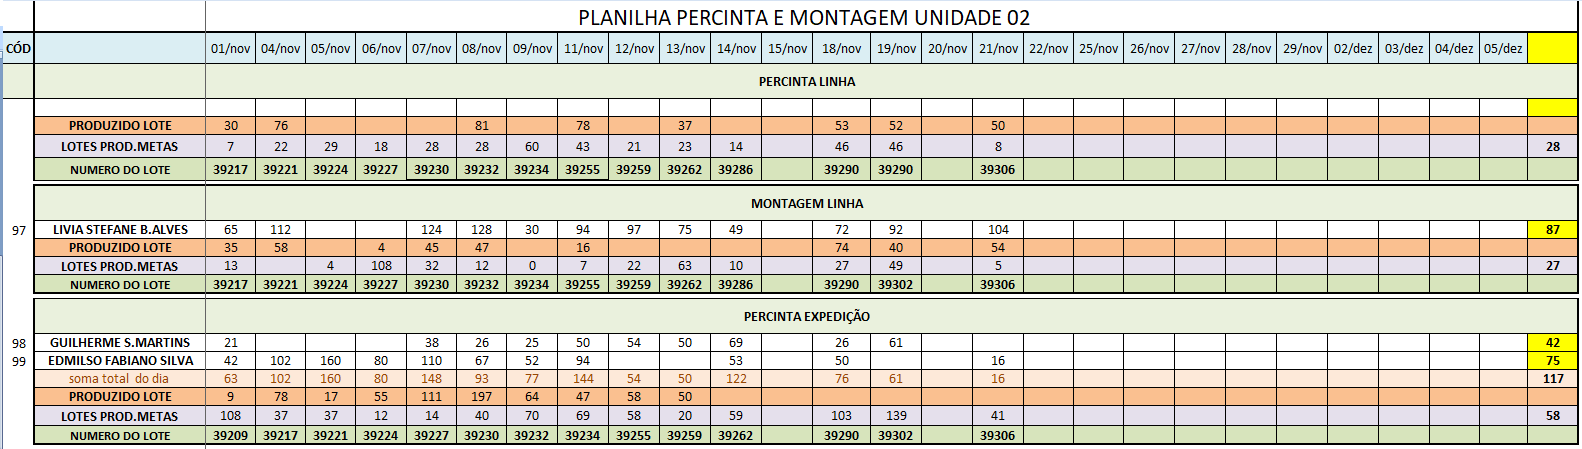 PLANILHA PERCINTA E MONTAGEM UNIDADE 02
CÓD 01/nov 04/nov 05/nov 06/nov 07/nov 08/nov 09/nov 11/nov 12/nov 13/nov 14/nov 15/nov 18/nov 19/nov 20/nov 21/nov 22/nov 25/nov 26/nov 27/nov 28/nov 29/nov 02/dez 03/dez 04/dez 05/dez
PERCINTA LINHA
PRODUZIDO LOTE 30 76 81 78 37 53 52 50
LOTES PROD.METAS 7 22 29 18 28 28 60 43 21 23 14 46 46 8 28
NUMERO DO LOTE 39217 39221 39224 39227 39230 39232 39234 39255 39259 39262 39286 39290 39290 39306
MONTAGEM LINHA
97 LIVIA STEFANE B.ALVES 65 112 124 128 30 94 97 75 49 72 92 104 87
PRODUZIDO LOTE 35 58 4 45 47 16 74 40 54
LOTES PROD.METAS 13 4 108 32 12 0 7 22 63 10 27 49 5 27
NUMERO DO LOTE 39217 39221 39224 39227 39230 39232 39234 39255 39259 39262 39286 39290 39302 39306
PERCINTA EXPEDIÇÃO
98 GUILHERME S.MARTINS 21 38 26 25 50 54 50 69 26 61 42
99 EDMILSO FABIANO SILVA 42 102 160 80 110 67 52 94 53 50 16 75
soma total do dia 63 102 160 80 148 93 77 144 54 50 122 76 61 16 117
PRODUZIDO LOTE 9 78 17 55 111 197 64 47 58 50
LOTES PROD.METAS 108 37 37 12 14 40 70 69 58 20 59 103 139 41 58
NUMERO DO LOTE 39209 39217 39221 39224 39227 39230 39232 39234 39255 39259 39262 39290 39302 39306